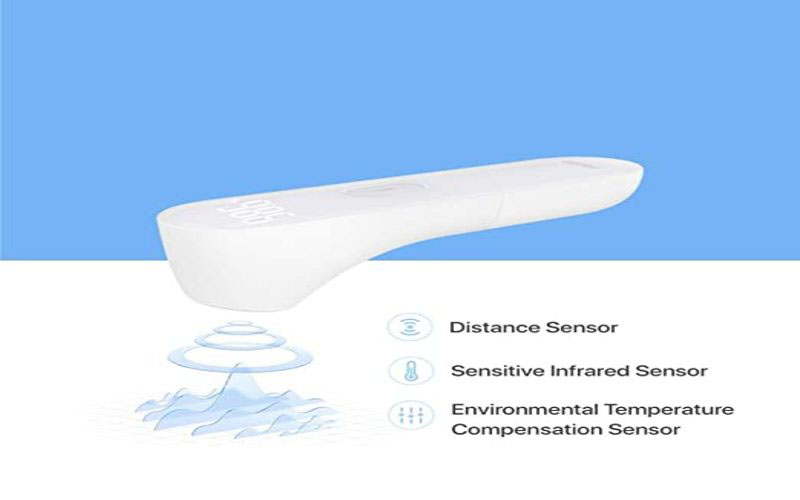 Distance Sensor
Sensitive Infrared Sensor
Environmental Temperature
Compensation Sensor